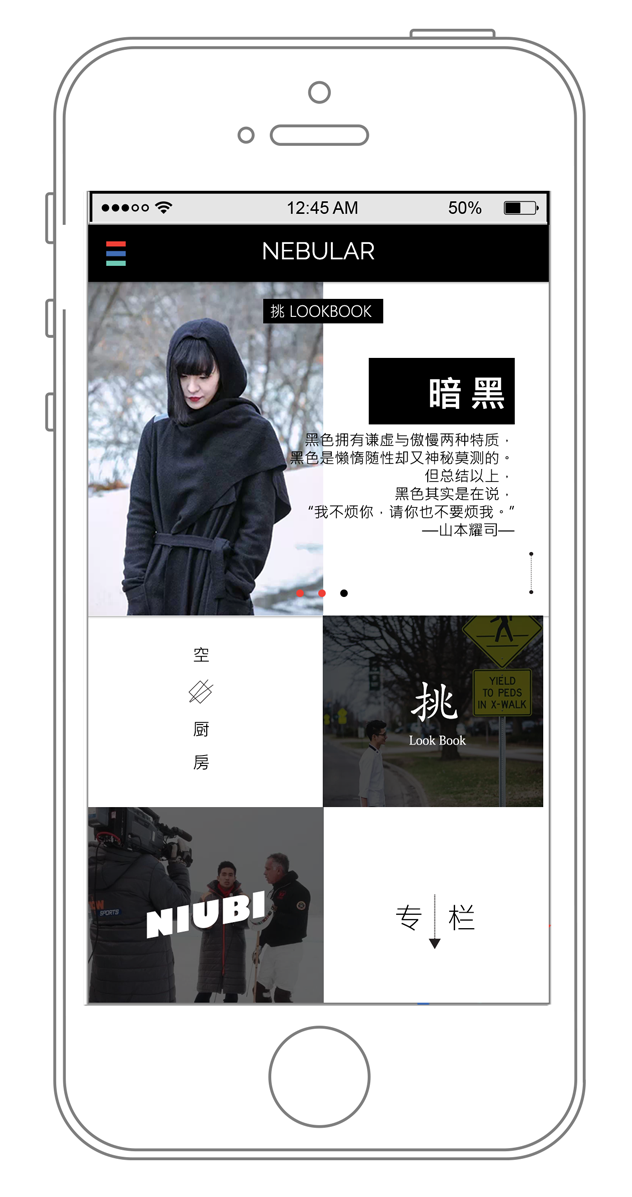 12:45 AM
50%
NEBULAR
挑 LOOKBOOK
暗黑
黑色拥有谦虚与傲慢两种特质，
黑色是懒惰随性却又神秘莫测的。
但总结以上，
黑色其实是在说，
“我不烦你，请你也不要烦我。”
—山本耀司—
空
厨
房
YIELD
TO PEDS
IN X-WALK
挑
Look Book
SPORTS
NIUBI
专 栏